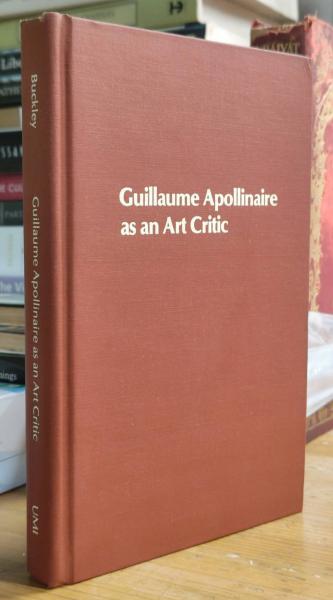 Guillaume Apollinaire
as an Art Critic
Buckley
Guillaume Apollinaire as an Art Critic
UMI